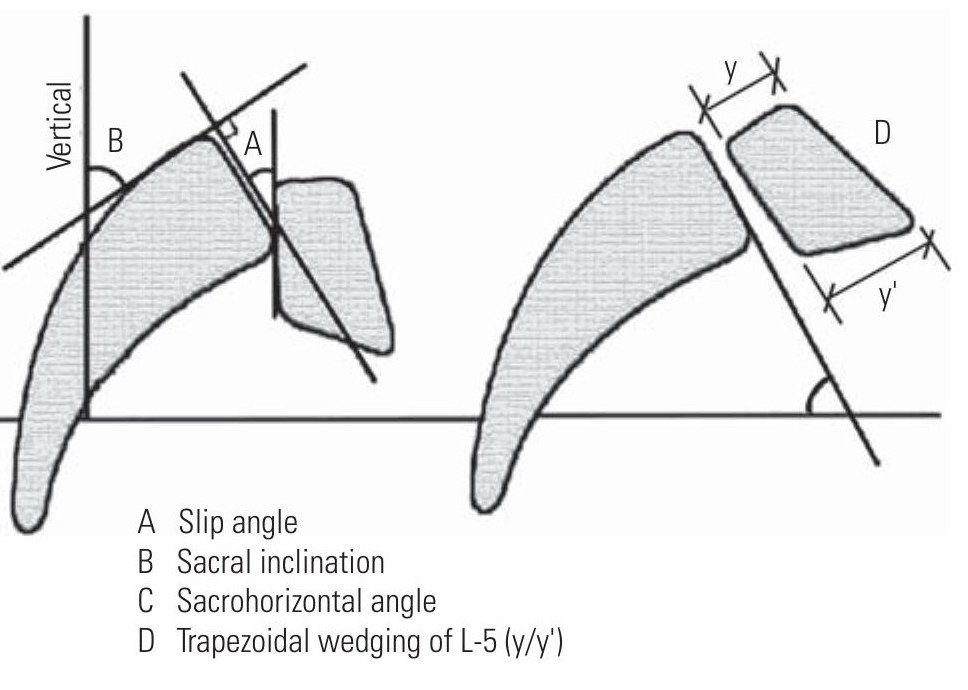 Vertical
B
A
y
D
y'
A Slip angle
B Sacral inclination
C Sacrohorizontal angle
D Trapezoidal wedging of L-5 (y/y')